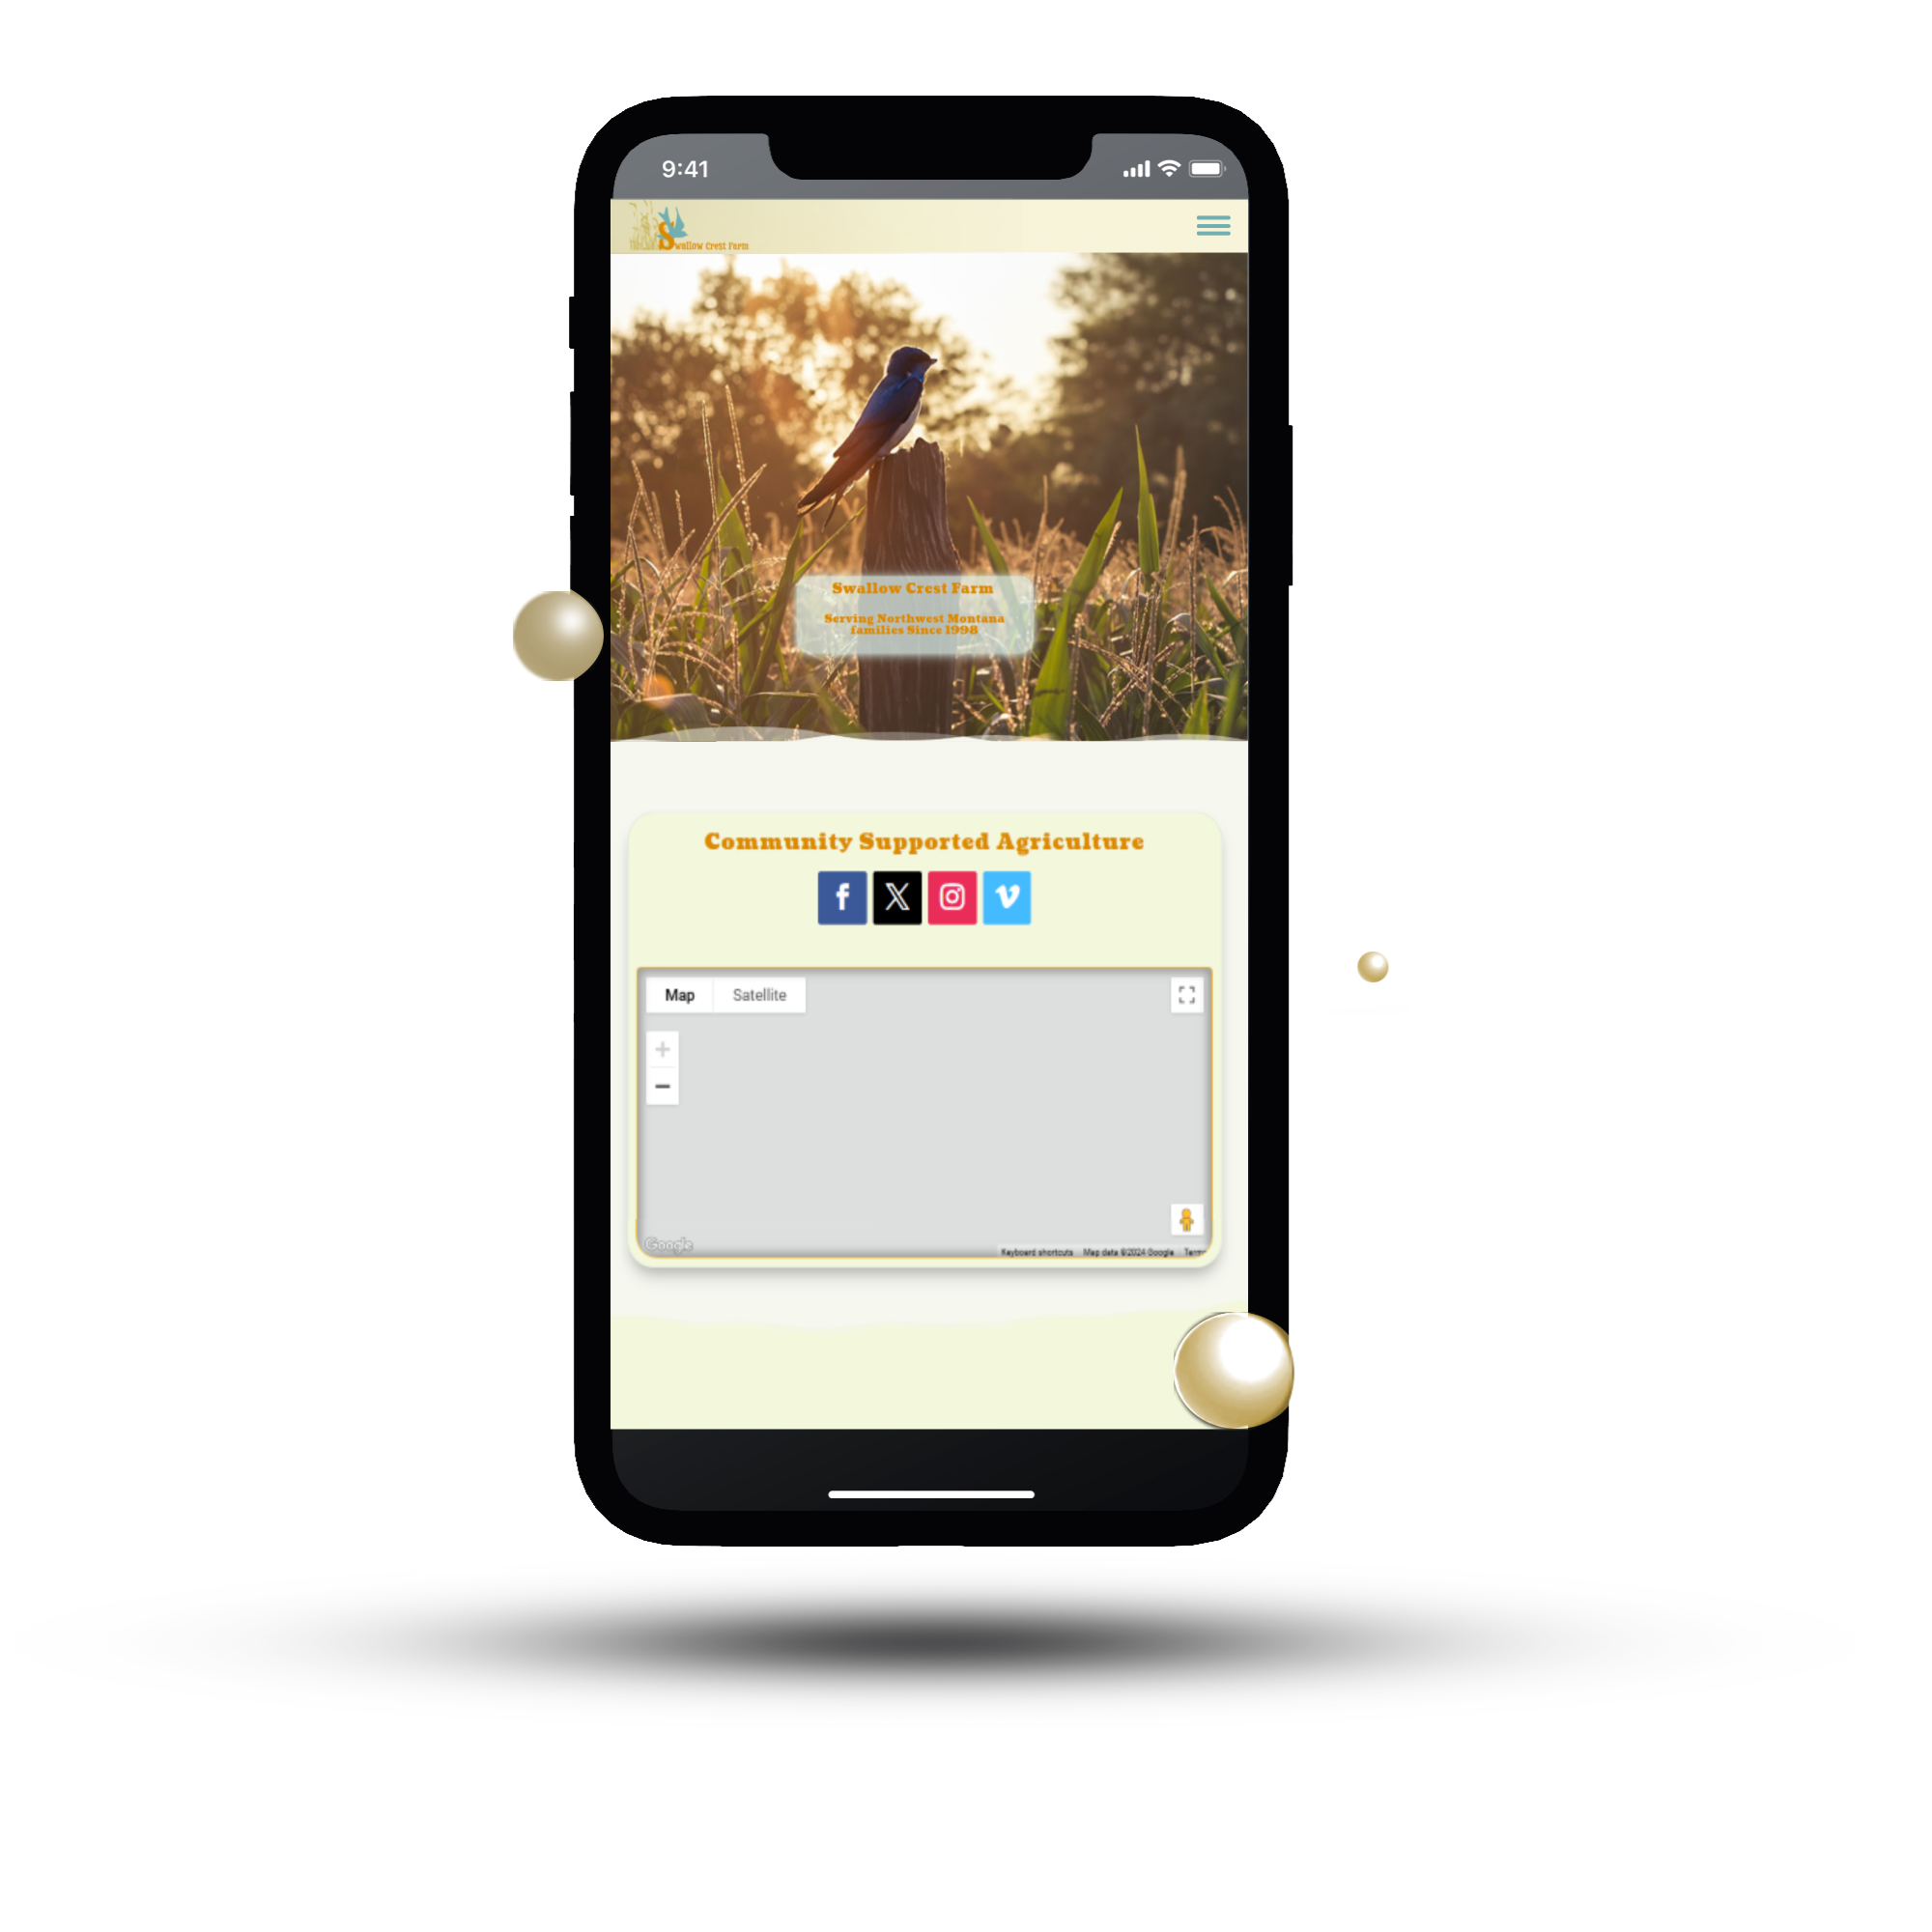 9:41
Swallow Crest Farm
Swallow Crest Farm
Serving Northwest Montana
families Since 1998
Community Supported Agriculture
f X v
Map Satellite
Google
Keyboard shortcuts Map data ©2024 Google Terms